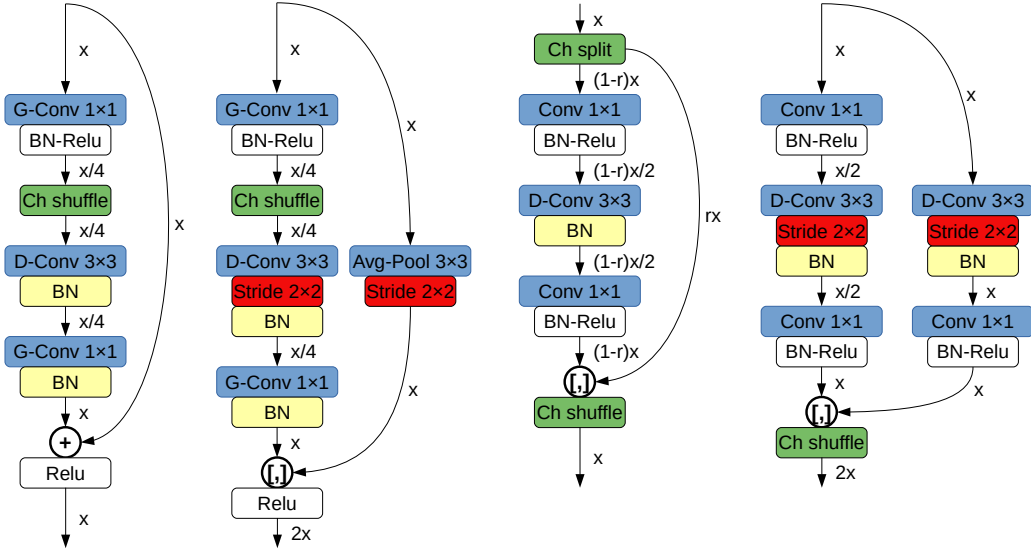 x
G-Conv 1×1
BN-Relu
x/4
Ch shuffle
x/4
D-Conv 3×3
BN
x/4
G-Conv 1×1
BN
x
+
Relu
x
x
x
G-Conv 1×1
BN-Relu
x/4
Ch shuffle
x/4
D-Conv 3×3
Stride 2×2
BN
x/4
G-Conv 1×1
BN
x
[,]
Relu
2x
x
Avg-Pool 3×3
Stride 2×2
x
x
Ch split
(1-r)x
Conv 1×1
BN-Relu
(1-r)x/2
D-Conv 3×3
BN
(1-r)x/2
Conv 1×1
BN-Relu
(1-r)x
[,]
Ch shuffle
x
rx
x
Conv 1×1
BN-Relu
x/2
D-Conv 3×3
Stride 2×2
BN
x/2
Conv 1×1
BN-Relu
x
[,]
Ch shuffle
2x
x
D-Conv 3×3
Stride 2×2
BN
x
Conv 1×1
BN-Relu
x